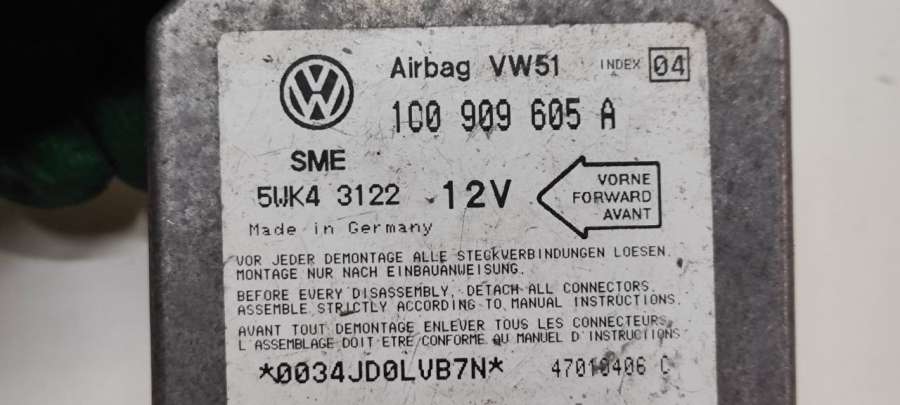 Airbag VW51 INDEX 04
1C0 909 605 A
SME
5WK4 3122 12V
VORNE
FORWARD
AVANT
Made in Germany
VOR JEDER DEMONTAGE ALLE STECKVERBINDUNGEN LOESEN.
MONTAGE NUR NACH EINBAUANWEISUNG.
BEFORE EVERY DISASSEMBLY, DETACH ALL CONNECTORS.
ASSEMBLE STRICTLY ACCORDING TO MANUAL INSTRUCTIONS.
AVANT TOUT DEMONTAGE ENLEVER TOUS LES CONNECTEURS,
L'ASSEMBLAGE DOIT ETRE CONFORME AU MANUEL D'INSTRUCTIONS
*0034JD0LVB7N* 47010406 C